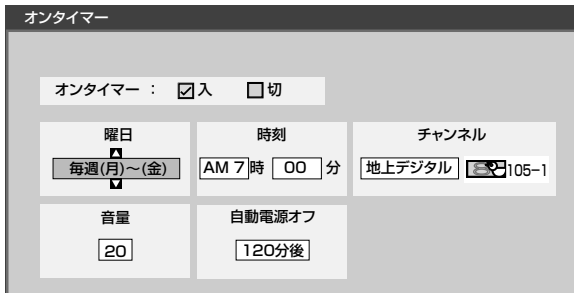 オンタイマー
オンタイマー : 入 切
曜日
毎週(月)～(金)
時刻
AM 7時 00 分
チャンネル
地上デジタル 105-1
音量
20
自動電源オフ
120分後